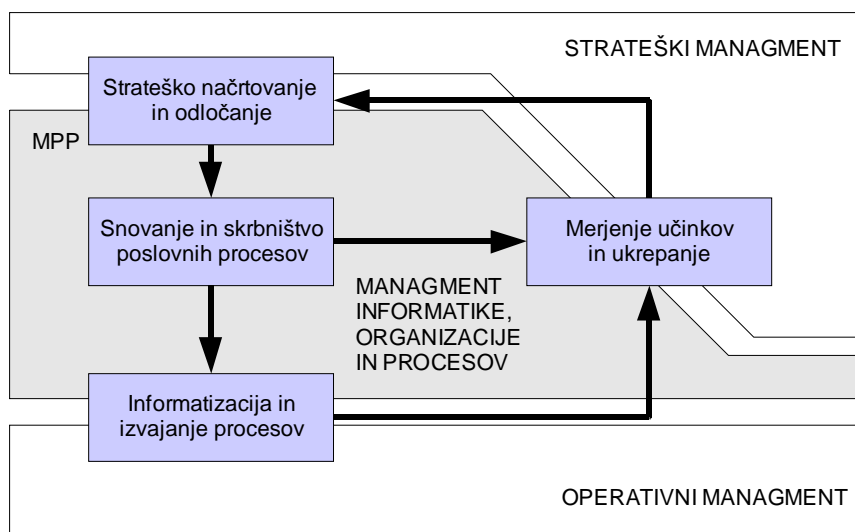 STRATEŠKI MANAGMENT
Strateško načrtovanje
in odločanje
MPP
Snovanje in skrbništvo
poslovnih procesov
Merjenje učinkov
in ukrepanje
MANAGMENT
INFORMATIKE,
ORGANIZACIJE
IN PROCESOV
Informatizacija in
izvajanje procesov
OPERATIVNI MANAGMENT